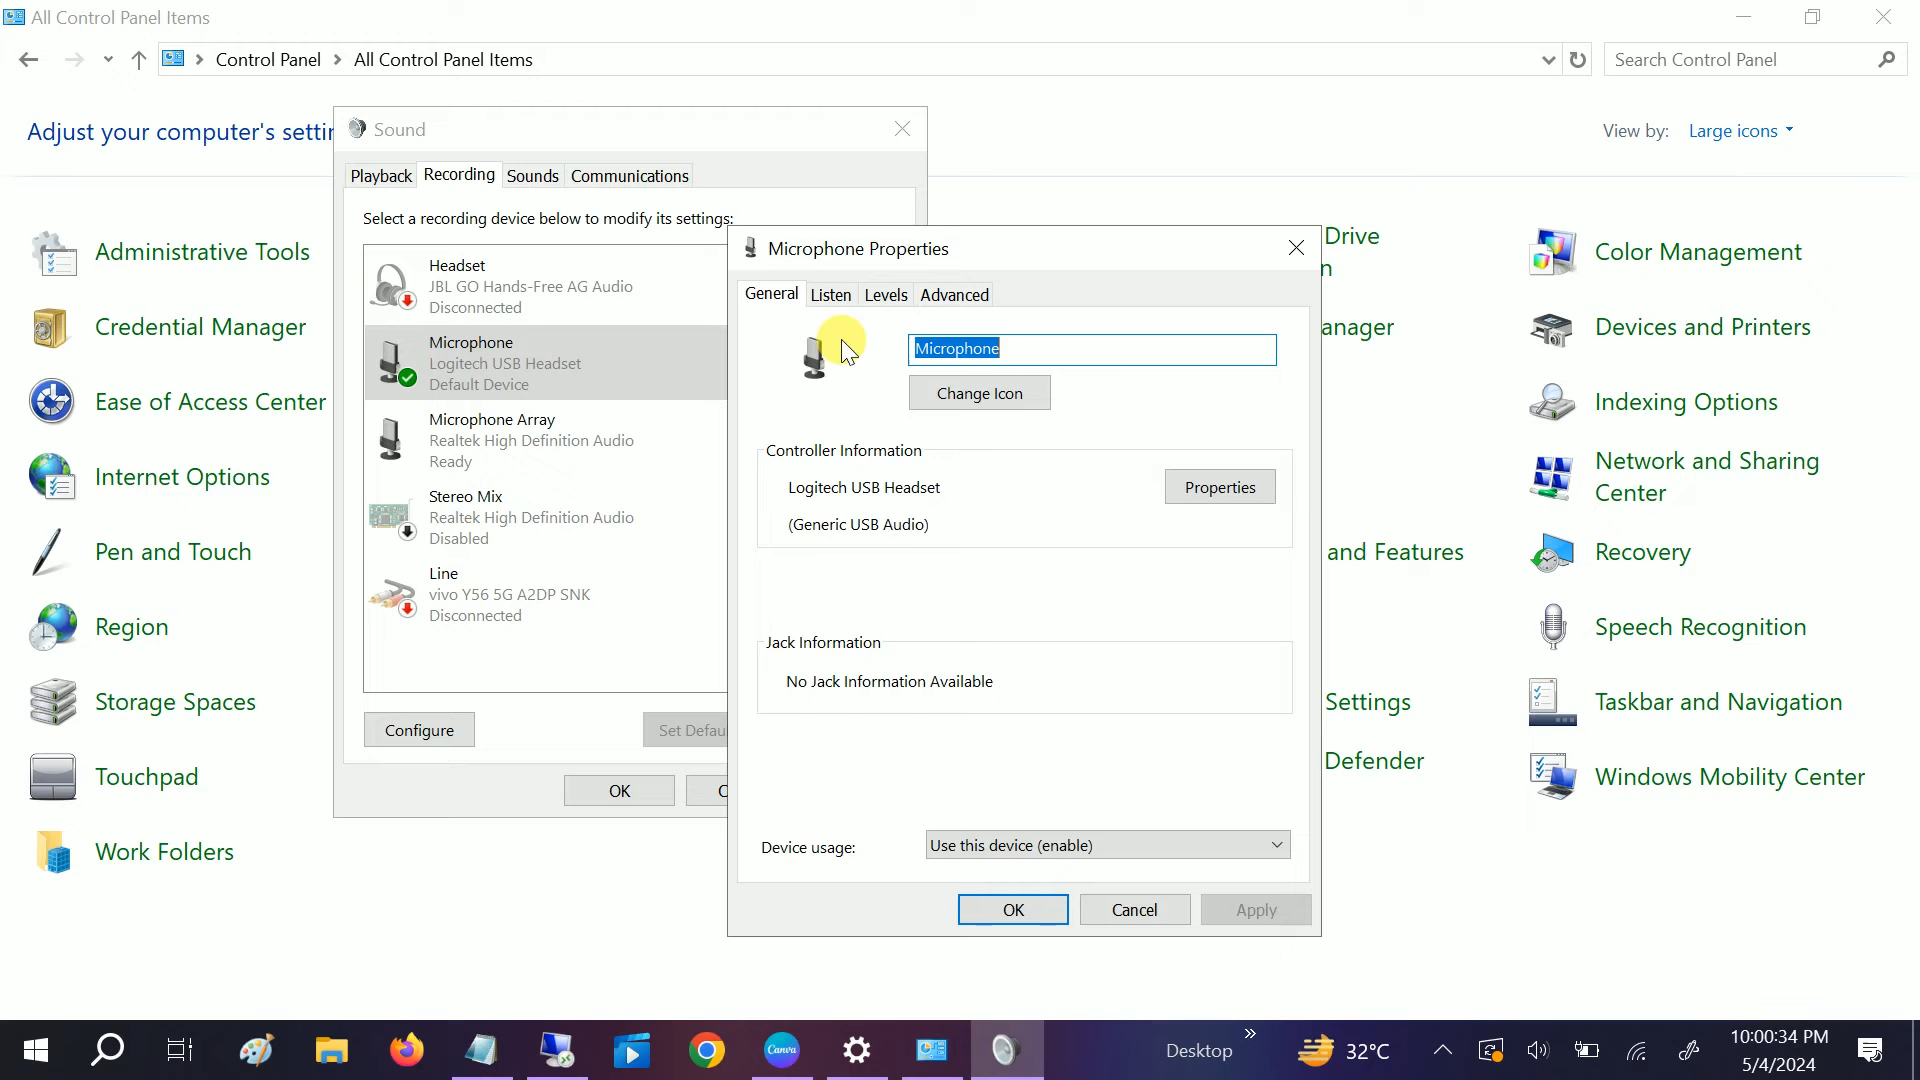 All Control Panel Items
Control Panel
All Control Panel Items
Search Control Panel
Adjust your computer's settin
View by: Large icons
Administrative Tools
Credential Manager
Ease of Access Center
Internet Options
Pen and Touch
Region
Storage Spaces
Touchpad
Work Folders
Sound
Playback
Recording
Sounds
Communications
Select a recording device below to modify its settings:
Headset
JBL GO Hands-Free AG Audio
Disconnected
Microphone
Logitech USB Headset
Default Device
Microphone Array
Realtek High Definition Audio
Ready
Stereo Mix
Realtek High Definition Audio
Disabled
Line
vivo Y56 5G A2DP SNK
Disconnected
Configure
Set Defau
OK
C
Microphone Properties
General
Listen
Levels
Advanced
Microphone
Change Icon
Controller Information
Logitech USB Headset
Properties
(Generic USB Audio)
Jack Information
No Jack Information Available
Device usage:
Use this device (enable)
OK
Cancel
Apply
Drive
n
anager
and Features
Settings
Defender
Color Management
Devices and Printers
Indexing Options
Network and Sharing
Center
Recovery
Speech Recognition
Taskbar and Navigation
Windows Mobility Center
Canva
Desktop
32°C
10:00:34 PM
5/4/2024